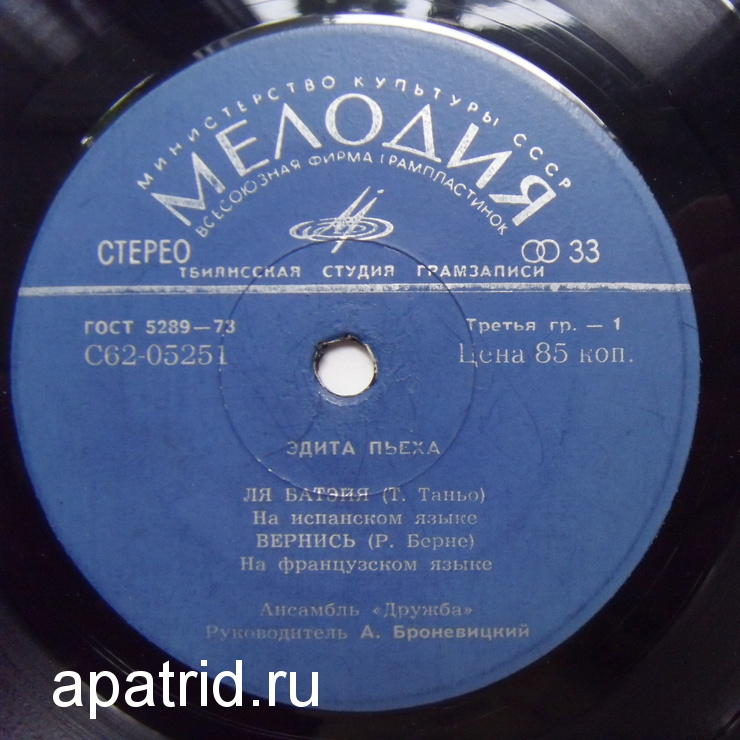 МИНИСТЕРСТВО КУЛЬТУРЫ СССР
МЕЛОДИЯ
ВСЕСОЮЗНАЯ ФИРМА ГРАМПЛАСТИНОК
СТЕРЕО 33
ТБИЛИССКАЯ СТУДИЯ ГРАМЗАПИСИ
ГОСТ 5289—73 Третья гр. — 1
С62-05251 Цена 85 коп.
ЭДИТА ПЬЕХА
ЛЯ БАТЭЙЯ (Т. Таньо)
На испанском языке
ВЕРНИСЬ (Р. Берне)
На французском языке
Ансамбль «Дружба»
Руководитель А. Броневицкий
apatrid.ru